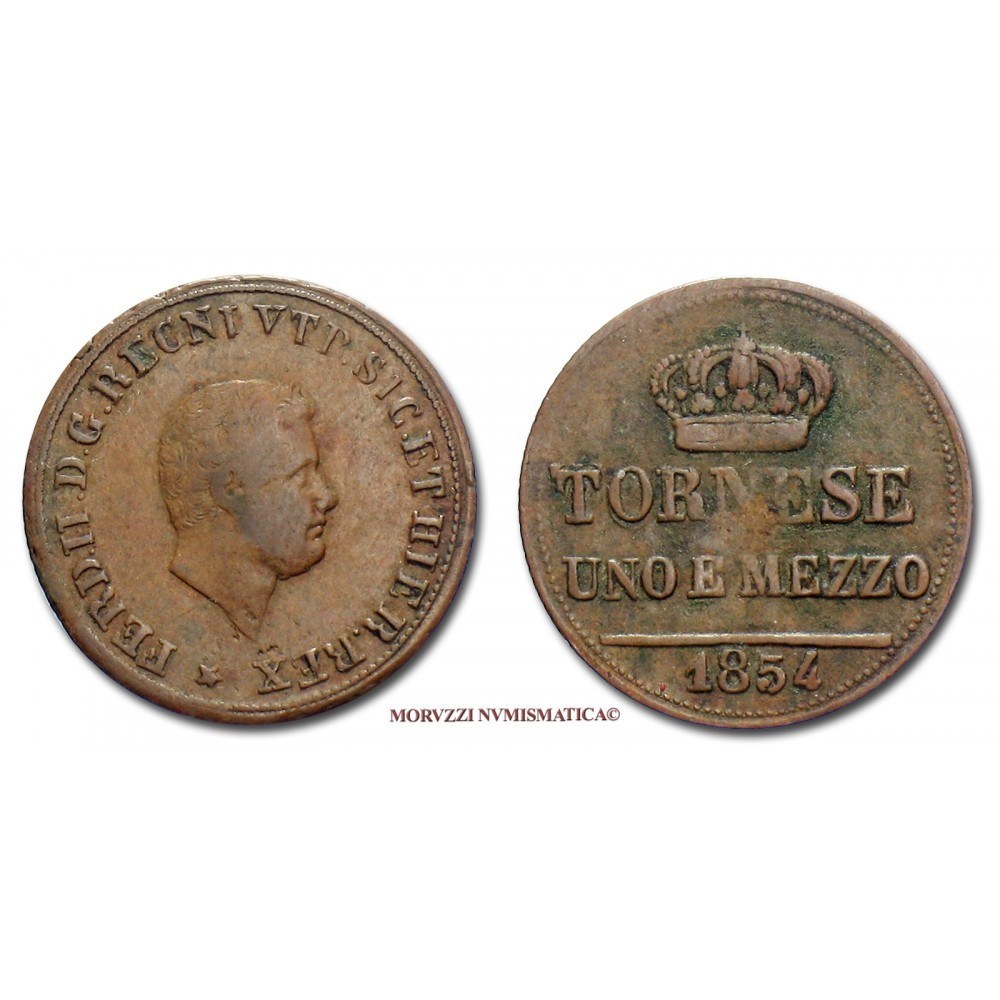 FERD.II.D.G.REGNI VTR.SIC.ET HIER.REX
TORNESE
UNO E MEZZO
1854
MORVZZI NVMISMATICA©